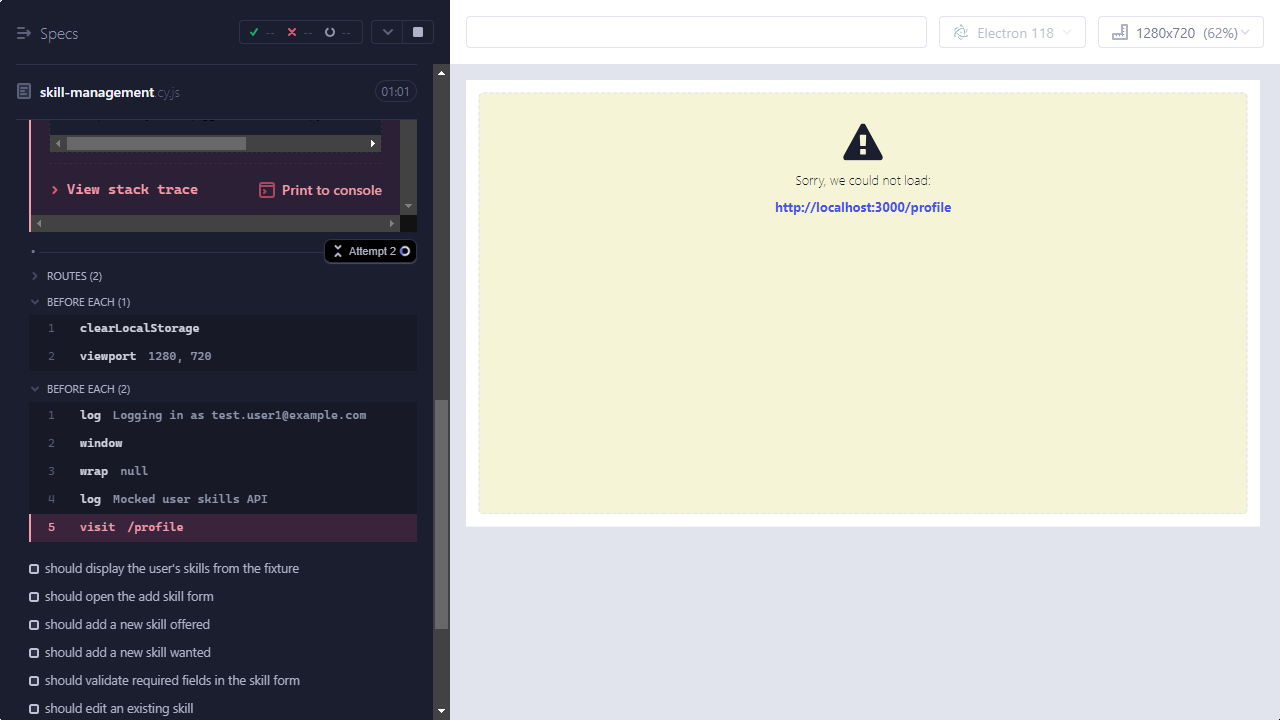 Specs
--
--
--
Electron 118
1280x720 (62%)
skill-management.cy.js
01:01
View stack trace
Print to console
Attempt 2
ROUTES (2)
BEFORE EACH (1)
1 clearLocalStorage
2 viewport 1280, 720
BEFORE EACH (2)
1 log Logging in as test.user1@example.com
2 window
3 wrap null
4 log Mocked user skills API
5 visit /profile
should display the user's skills from the fixture
should open the add skill form
should add a new skill offered
should add a new skill wanted
should validate required fields in the skill form
should edit an existing skill
Sorry, we could not load:
http://localhost:3000/profile